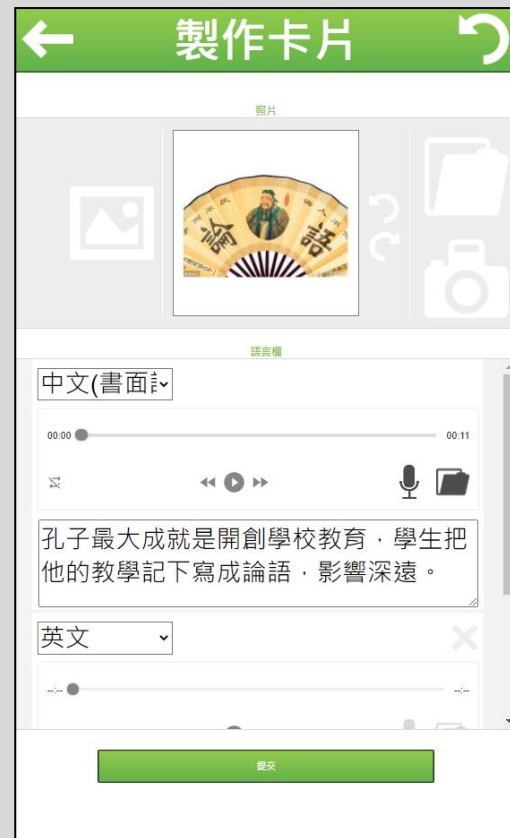 製作卡片
照片
論語
語言欄
中文(書面語
00:00
00:11
孔子最大成就是開創學校教育，學生把
他的教學記下寫成論語，影響深遠。
英文
--:--
--:--
提交